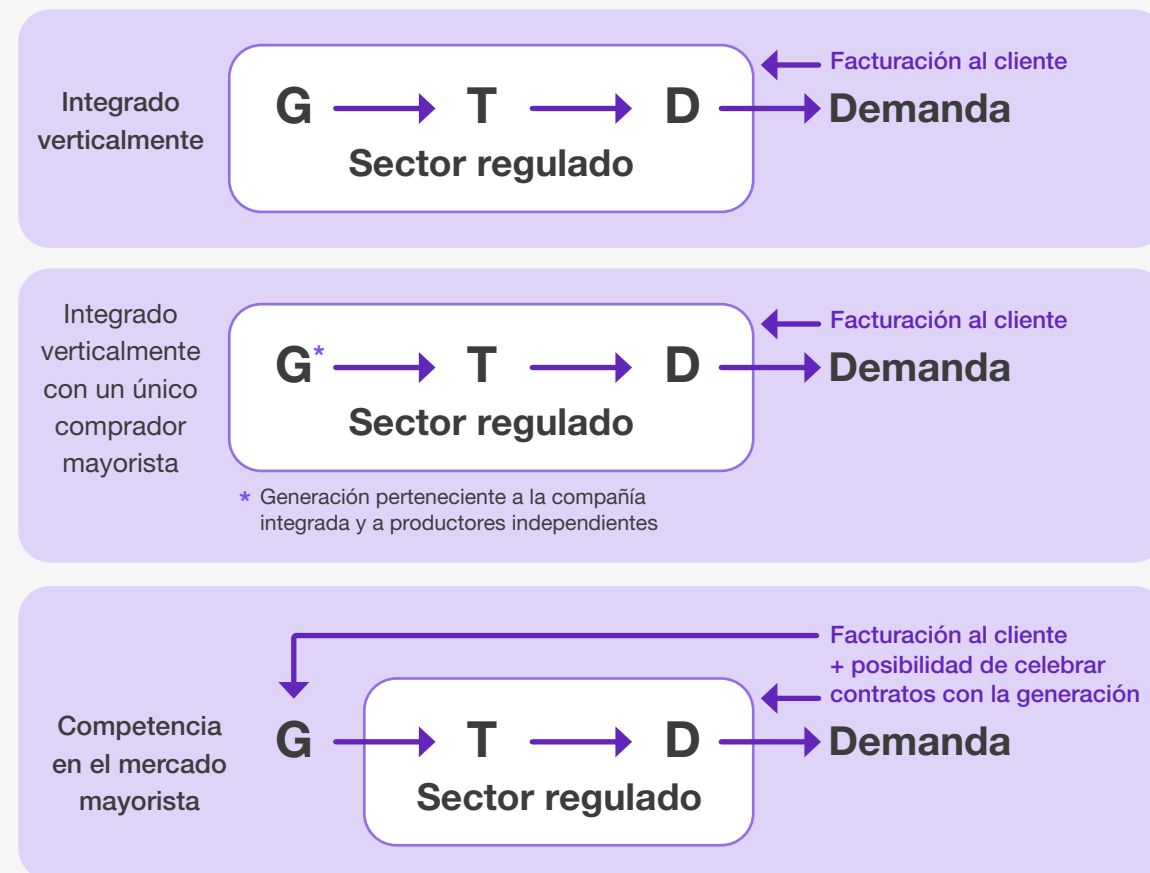 Integrado
verticalmente
G T D
Sector regulado
Facturación al cliente
Demanda
Integrado
verticalmente
con un único
comprador
mayorista
G* T D
Sector regulado
* Generación perteneciente a la compañía
integrada y a productores independientes
Facturación al cliente
Demanda
Competencia
en el mercado
mayorista
G T D
Sector regulado
Facturación al cliente
+ posibilidad de celebrar
contratos con la generación
Demanda